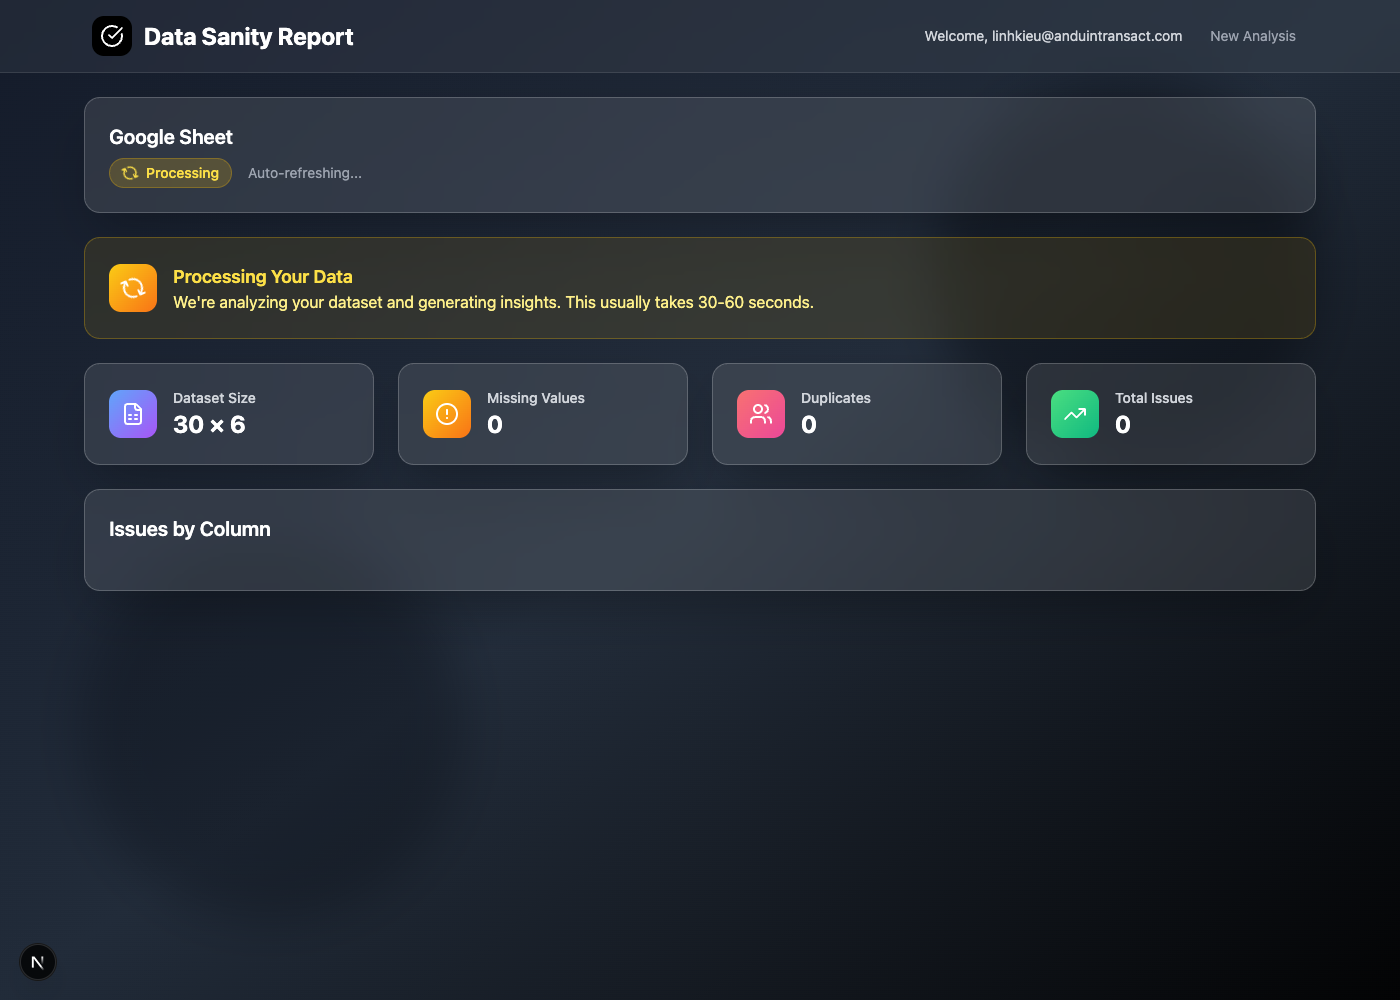 Data Sanity Report
Welcome, linhkieu@anduintransact.com
New Analysis
Google Sheet
Processing
Auto-refreshing...
Processing Your Data
We're analyzing your dataset and generating insights. This usually takes 30-60 seconds.
Dataset Size
30 × 6
Missing Values
0
Duplicates
0
Total Issues
0
Issues by Column
N